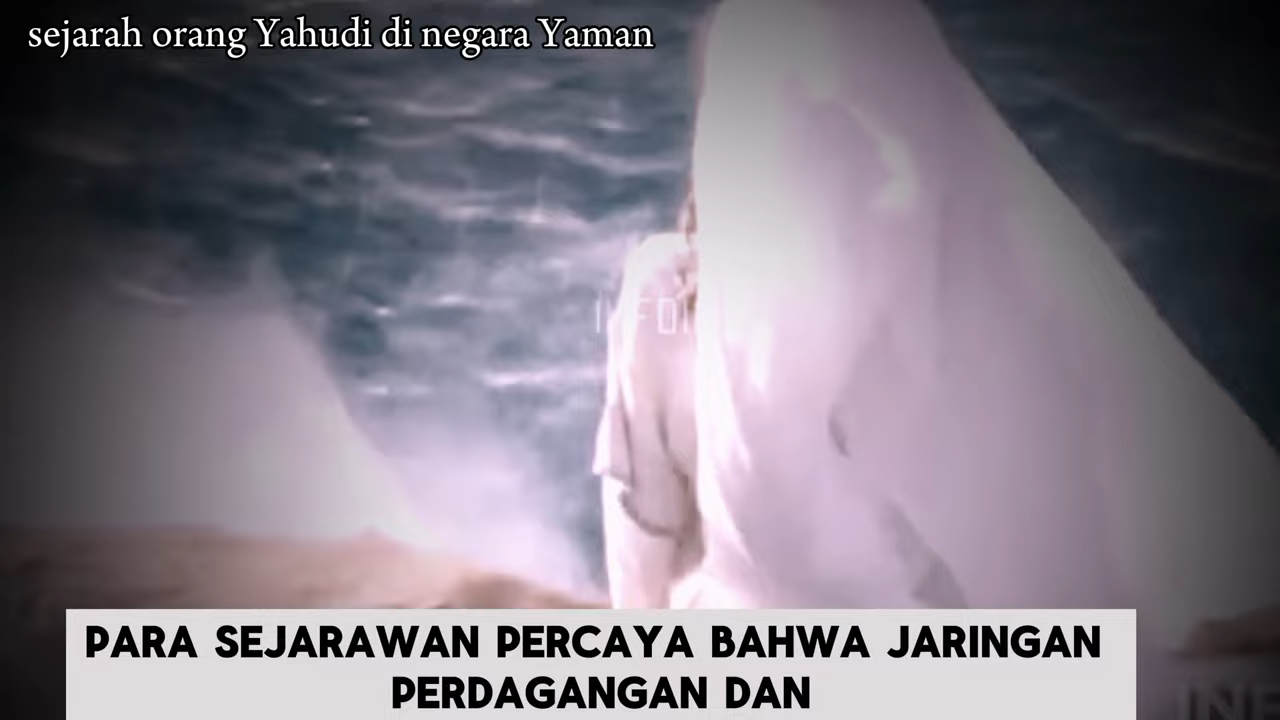 sejarah orang Yahudi di negara Yaman
PARA SEJARAWAN PERCAYA BAHWA JARINGAN
PERDAGANGAN DAN